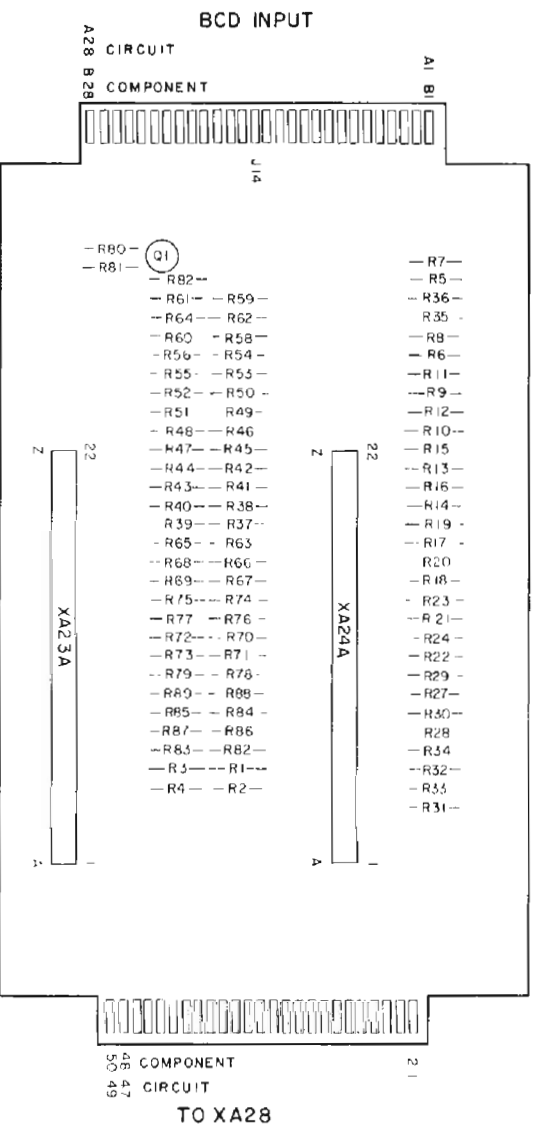 BCD INPUT
A28 CIRCUIT
B28 COMPONENT
A1
B1
J14
R80
R81
Q1
R82
R7
R5
R61 R59 R36
R64 R62 R35
R60 R58 R8
R56 R54 R6
R55 R53 R11
R52 R50 R9
R51 R49 R12
R48 R46 R10
Z 22 R47 R45 Z 22 R15
R44 R42 R13
R43 R41 R16
R40 R38 R14
R39 R37 R19
R65 R63 R17
R68 R66 R20
R69 R67 R18
R75 R74 R23
XA23A R77 R76 XA24A R21
R72 R70 R24
R73 R71 R22
R79 R78 R29
R89 R88 R27
R85 R84 R30
R87 R86 R28
R83 R82 R34
R3 R1 R32
R4 R2 R33
R31
A 1 A 1
50 48 COMPONENT 2
49 47 CIRCUIT 1
TO XA28